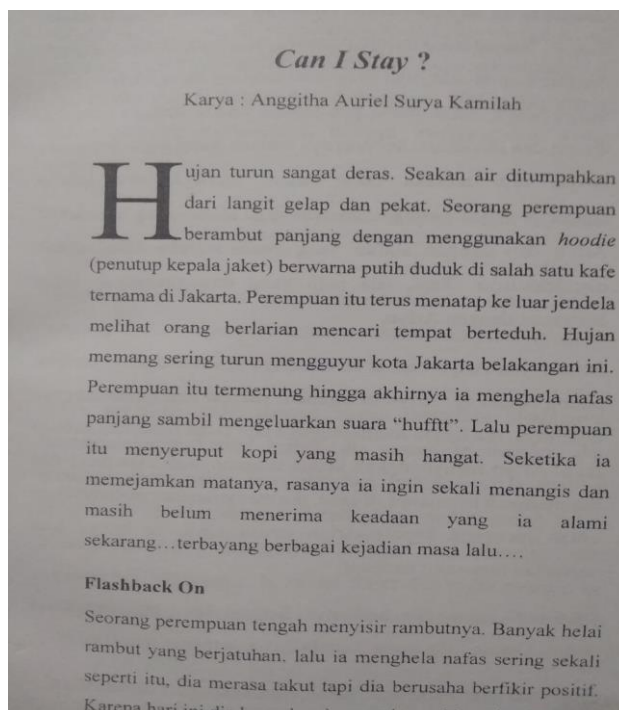 Can I Stay ?
Karya : Anggitha Auriel Surya Kamilah
Hujan turun sangat deras. Seakan air ditumpahkan
dari langit gelap dan pekat. Seorang perempuan
berambut panjang dengan menggunakan hoodie
(penutup kepala jaket) berwarna putih duduk di salah satu kafe
ternama di Jakarta. Perempuan itu terus menatap ke luar jendela
melihat orang berlarian mencari tempat berteduh. Hujan
memang sering turun mengguyur kota Jakarta belakangan ini.
Perempuan itu termenung hingga akhirnya ia menghela nafas
panjang sambil mengeluarkan suara “hufftt”. Lalu perempuan
itu menyeruput kopi yang masih hangat. Seketika ia
memejamkan matanya, rasanya ia ingin sekali menangis dan
masih belum menerima keadaan yang ia alami
sekarang…terbayang berbagai kejadian masa lalu….
Flashback On
Seorang perempuan tengah menyisir rambutnya. Banyak helai
rambut yang berjatuhan. lalu ia menghela nafas sering sekali
seperti itu, dia merasa takut tapi dia berusaha berfikir positif.
Karena hari ini